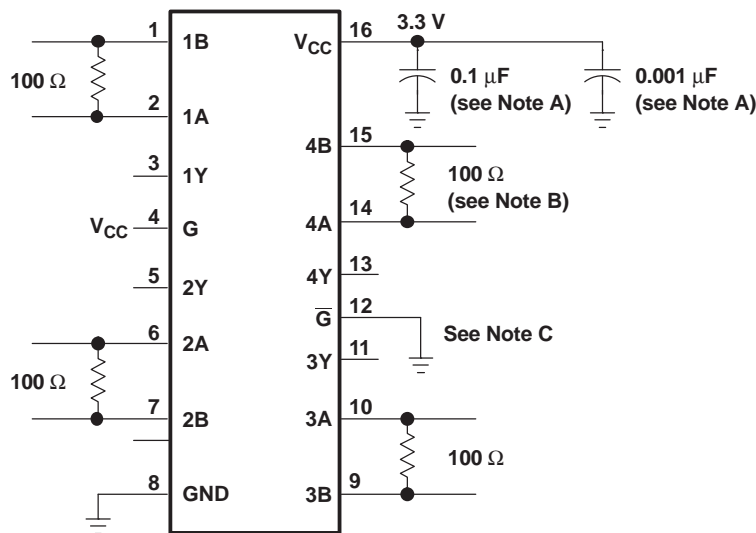 1
1B
100 Ω
2
1A
3
1Y
VCC
4
G
5
2Y
6
2A
100 Ω
7
2B
8
GND
VCC
16
3.3 V
0.1 µF
(see Note A)
0.001 µF
(see Note A)
4B
15
100 Ω
(see Note B)
4A
14
4Y
13
G̅
12
See Note C
3Y
11
3A
10
100 Ω
3B
9